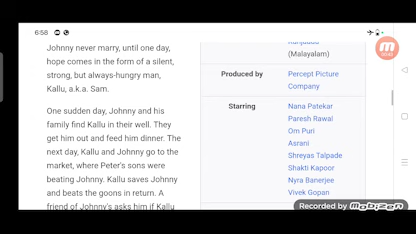 6:58
Johnny never marry, until one day,
hope comes in the form of a silent,
strong, but always-hungry man,
Kallu, a.k.a. Sam.
One sudden day, Johnny and his
family find Kallu in their well. They
get him out and feed him dinner. The
next day, Kallu and Johnny go to the
market, where Peter's sons were
beating Johnny. Kallu saves Johnny
and beats the goons in return. A
friend of Johnny's asks him if Kallu
(Malayalam)
Produced by
Percept Picture
Company
Starring
Nana Patekar
Paresh Rawal
Om Puri
Asrani
Shreyas Talpade
Shakti Kapoor
Nyra Banerjee
Vivek Gopan
Recorded by Mobizen